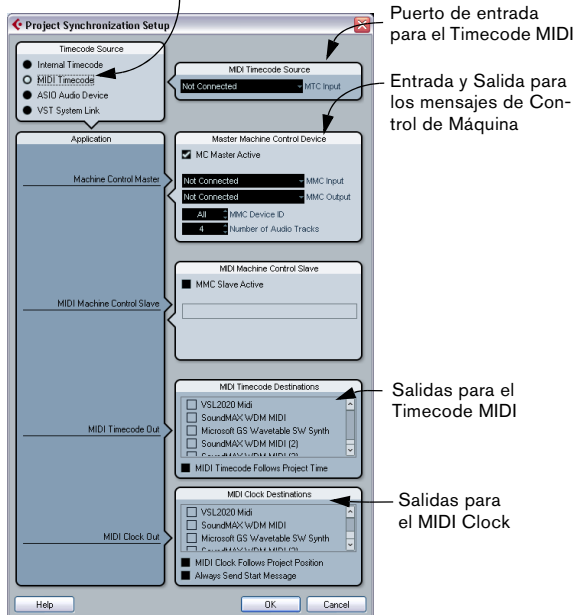 Project Synchronization Setup
Puerto de entrada
para el Timecode MIDI
Timecode Source
Internal Timecode
MIDI Timecode
ASIO Audio Device
VST System Link
MIDI Timecode Source
Not Connected
MTC Input
Entrada y Salida para
los mensajes de Con-
trol de Máquina
Application
Machine Control Master
Master Machine Control Device
MC Master Active
Not Connected
MMC Input
Not Connected
MMC Output
All
MMC Device ID
4
Number of Audio Tracks
MIDI Machine Control Slave
MIDI Machine Control Slave
MMC Slave Active
MIDI Timecode Out
MIDI Timecode Destinations
VSL2020 Midi
SoundMAX WDM MIDI
Microsoft GS Wavetable SW Synth
SoundMAX WDM MIDI (2)
MIDI Timecode Follows Project Time
Salidas para el
Timecode MIDI
MIDI Clock Out
MIDI Clock Destinations
VSL2020 Midi
SoundMAX WDM MIDI
Microsoft GS Wavetable SW Synth
MIDI Clock Follows Project Position
Always Send Start Message
Salidas para
el MIDI Clock
Help
OK
Cancel